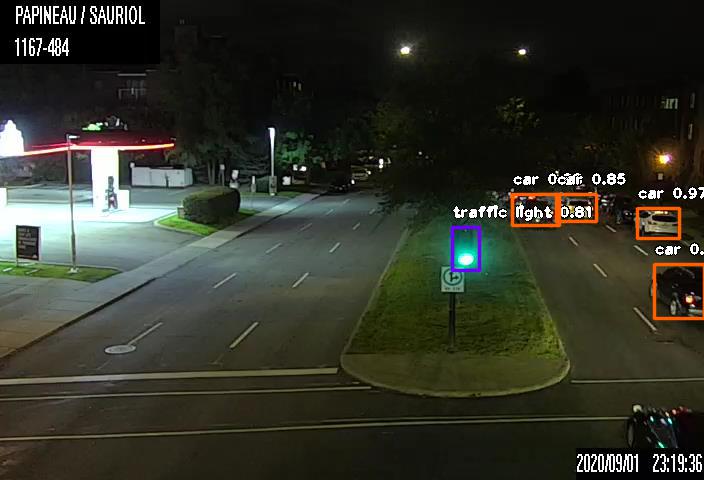 PAPINEAU / SAURIOL
1167-484
car 0.85
car 0.97
traffic light 0.81
car 0.
2020/09/01 23:19:36